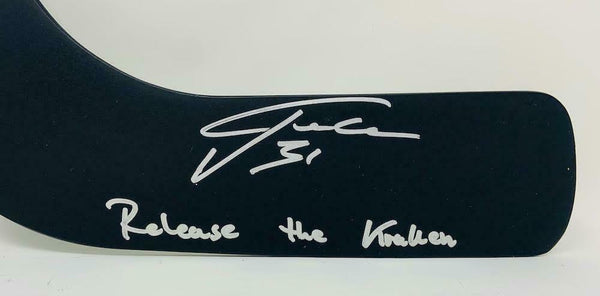 31
Release the Kraken